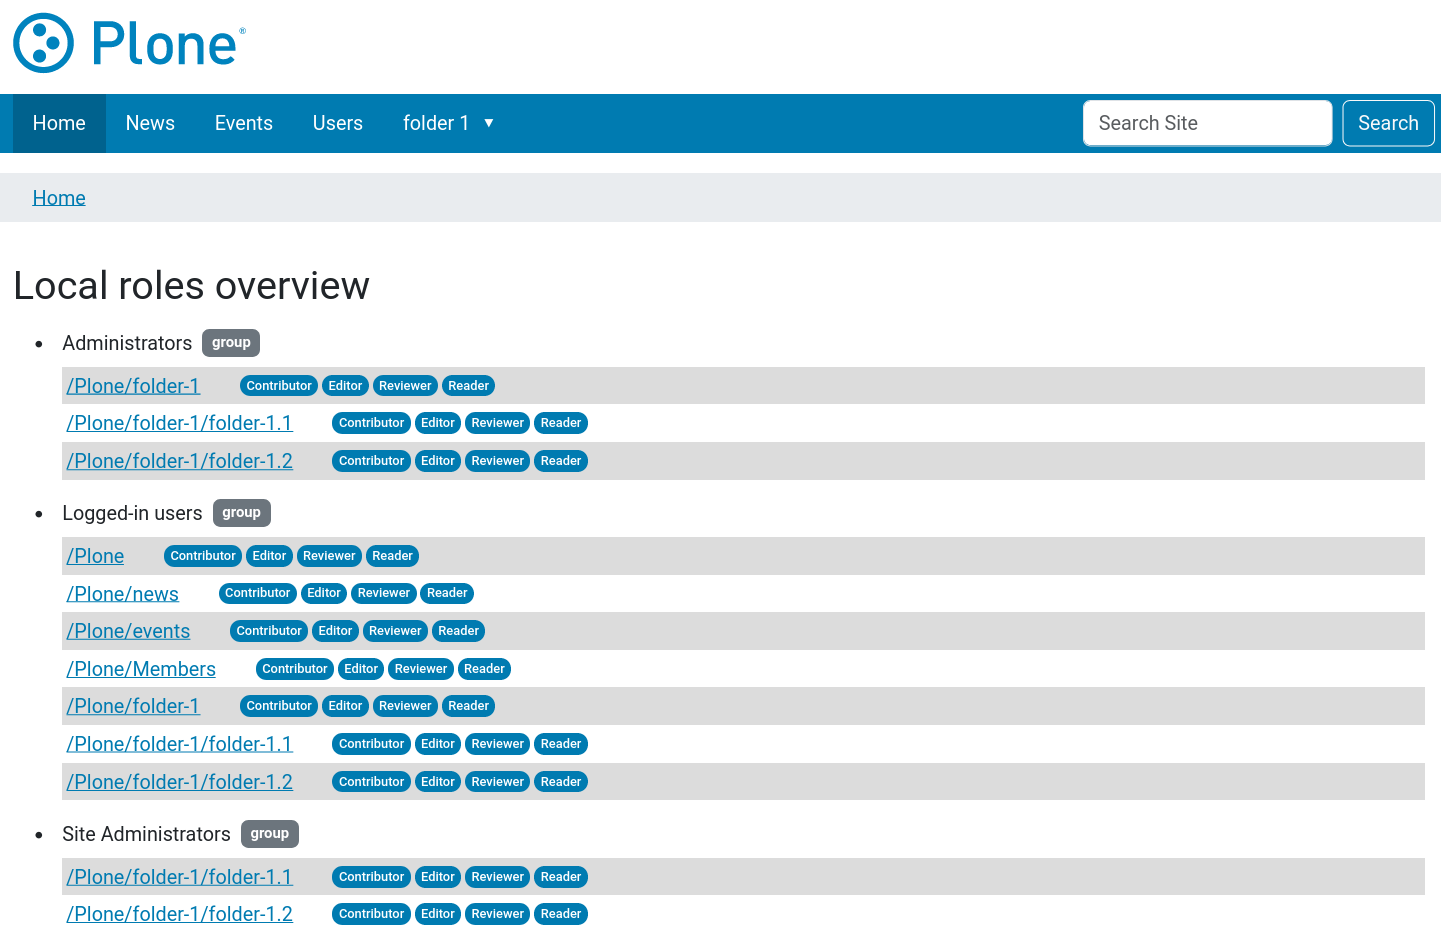 Plone®
Home News Events Users folder 1 ▼ Search Site Search
Home
Local roles overview
• Administrators group
/Plone/folder-1 Contributor Editor Reviewer Reader
/Plone/folder-1/folder-1.1 Contributor Editor Reviewer Reader
/Plone/folder-1/folder-1.2 Contributor Editor Reviewer Reader
• Logged-in users group
/Plone Contributor Editor Reviewer Reader
/Plone/news Contributor Editor Reviewer Reader
/Plone/events Contributor Editor Reviewer Reader
/Plone/Members Contributor Editor Reviewer Reader
/Plone/folder-1 Contributor Editor Reviewer Reader
/Plone/folder-1/folder-1.1 Contributor Editor Reviewer Reader
/Plone/folder-1/folder-1.2 Contributor Editor Reviewer Reader
• Site Administrators group
/Plone/folder-1/folder-1.1 Contributor Editor Reviewer Reader
/Plone/folder-1/folder-1.2 Contributor Editor Reviewer Reader